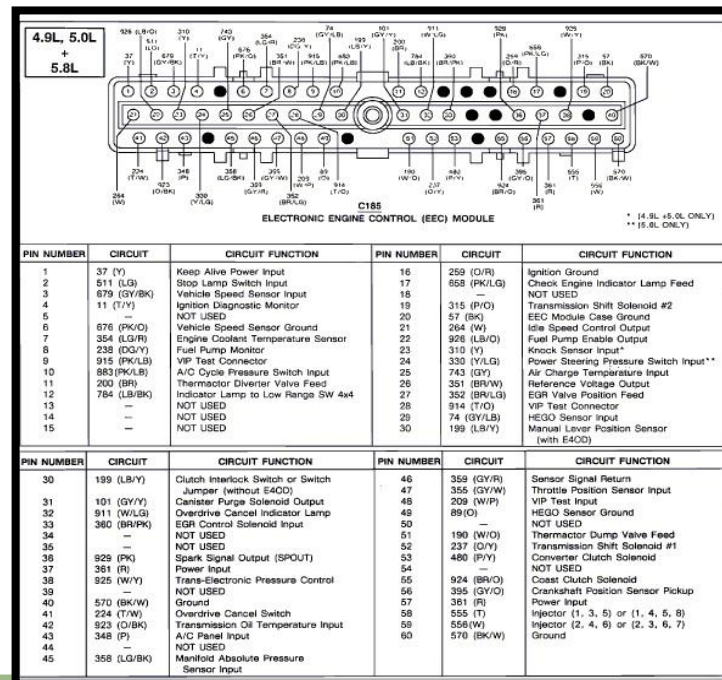 4.9L, 5.0L
+
5.8L
C185
ELECTRONIC ENGINE CONTROL (EEC) MODULE
* (4.9L +5.0L ONLY)
** (5.0L ONLY)
PIN NUMBER CIRCUIT CIRCUIT FUNCTION
1 37 (Y) Keep Alive Power Input
2 511 (LG) Stop Lamp Switch Input
3 679 (GY/BK) Vehicle Speed Sensor Input
4 11 (T/Y) Ignition Diagnostic Monitor
5 — NOT USED
6 676 (PK/O) Vehicle Speed Sensor Ground
7 354 (LG/R) Engine Coolant Temperature Sensor
8 238 (DG/Y) Fuel Pump Monitor
9 915 (PK/LB) VIP Test Connector
10 883(PK/LB) A/C Cycle Pressure Switch Input
11 200 (BR) Thermactor Diverter Valve Feed
12 784 (LB/BK) Indicator Lamp to Low Range SW 4x4
13 — NOT USED
14 — NOT USED
15 — NOT USED
PIN NUMBER CIRCUIT CIRCUIT FUNCTION
16 259 (O/R) Ignition Ground
17 658 (PK/LG) Check Engine Indicator Lamp Feed
18 — NOT USED
19 315 (P/O) Transmission Shift Solenoid #2
20 57 (BK) EEC Module Case Ground
21 264 (W) Idle Speed Control Output
22 926 (LB/O) Fuel Pump Enable Output
23 310 (Y) Knock Sensor Input*
24 330 (Y/LG) Power Steering Pressure Switch Input**
25 743 (GY) Air Charge Temperature Input
26 351 (BR/W) Reference Voltage Output
27 352 (BR/LG) EGR Valve Position Feed
28 914 (T/O) VIP Test Connector
29 74 (GY/LB) HEGO Sensor Input
30 199 (LB/Y) Manual Lever Position Sensor
(with E4OD)
PIN NUMBER CIRCUIT CIRCUIT FUNCTION
30 199 (LB/Y) Clutch Interlock Switch or Switch
Jumper (without E4OD)
31 101 (GY/Y) Canister Purge Solenoid Output
32 911 (W/LG) Overdrive Cancel Indicator Lamp
33 360 (BR/PK) EGR Control Solenoid Input
34 — NOT USED
35 — NOT USED
36 929 (PK) Spark Signal Output (SPOUT)
37 361 (R) Power Input
38 925 (W/Y) Trans-Electronic Pressure Control
39 — NOT USED
40 570 (BK/W) Ground
41 224 (T/W) Overdrive Cancel Switch
42 923 (O/BK) Transmission Oil Temperature Input
43 348 (P) A/C Panel Input
44 — NOT USED
45 358 (LG/BK) Manifold Absolute Pressure
Sensor Input
PIN NUMBER CIRCUIT CIRCUIT FUNCTION
46 359 (GY/R) Sensor Signal Return
47 355 (GY/W) Throttle Position Sensor Input
48 209 (W/P) VIP Test Input
49 89(O) HEGO Sensor Ground
50 — NOT USED
51 190 (W/O) Thermactor Dump Valve Feed
52 237 (O/Y) Transmission Shift Solenoid #1
53 480 (P/Y) Converter Clutch Solenoid
54 — NOT USED
55 924 (BR/O) Coast Clutch Solenoid
56 395 (GY/O) Crankshaft Position Sensor Pickup
57 361 (R) Power Input
58 555 (T) Injector (1, 3, 5) or (1, 4, 5, 8)
59 556(W) Injector (2, 4, 6) or (2, 3, 6, 7)
60 570 (BK/W) Ground